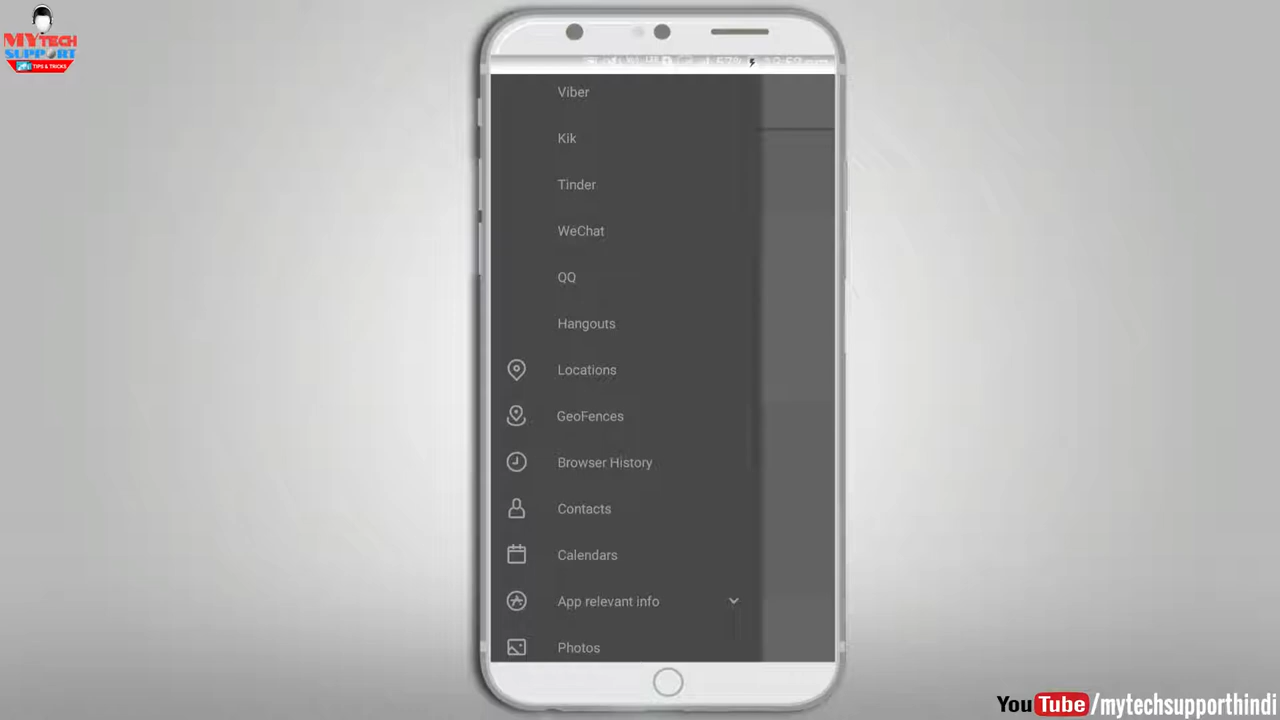 MYTECH
SUPPORT
TIPS & TRICKS
Viber
Kik
Tinder
WeChat
QQ
Hangouts
Locations
GeoFences
Browser History
Contacts
Calendars
App relevant info
Photos
YouTube/mytechsupporthindi